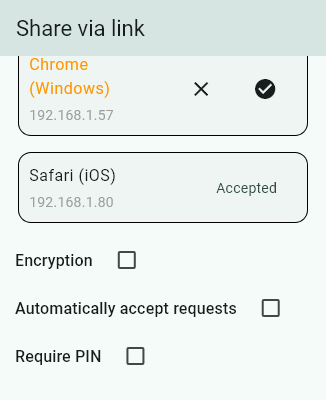 Share via link
Chrome
(Windows)
192.168.1.57
Safari (iOS)
192.168.1.80
Accepted
Encryption
Automatically accept requests
Require PIN